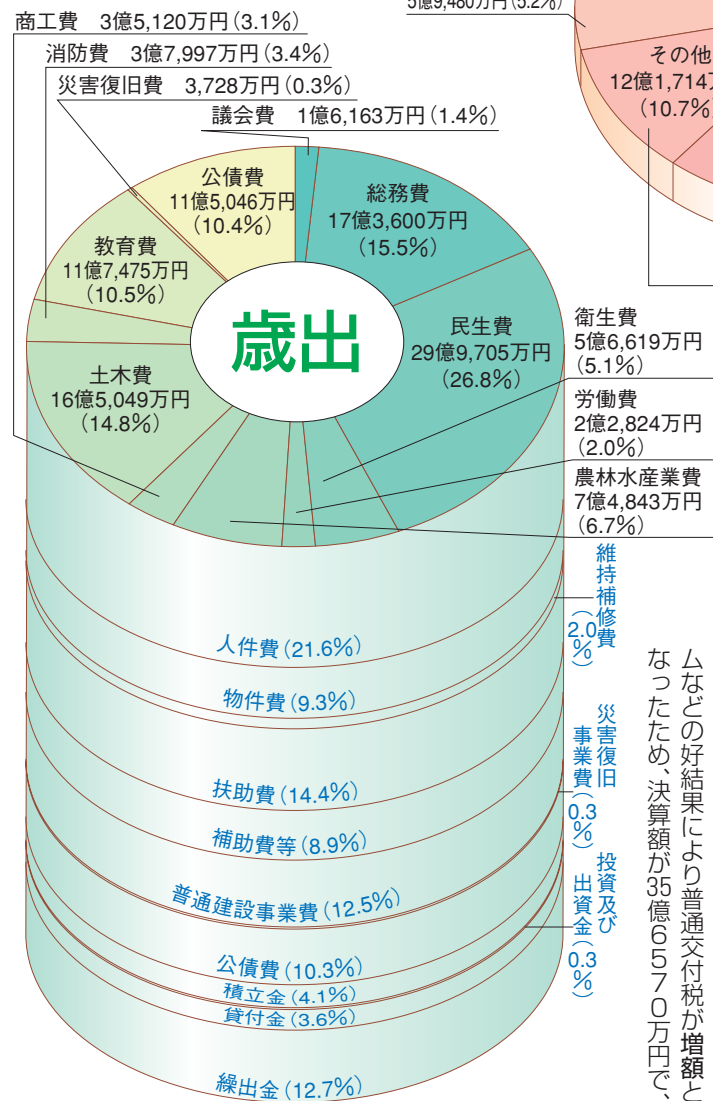 商工費 3億5,120万円(3.1%)
消防費 3億7,997万円(3.4%)
災害復旧費 3,728万円(0.3%)
議会費 1億6,163万円(1.4%)
5億9,480万円(5.2%)
その他
12億1,714万
(10.7%)
公債費
11億5,046万円
(10.4%)
総務費
17億3,600万円
(15.5%)
教育費
11億7,475万円
(10.5%)
歳出
民生費
29億9,705万円
(26.8%)
土木費
16億5,049万円
(14.8%)
衛生費
5億6,619万円
(5.1%)
労働費
2億2,824万円
(2.0%)
農林水産業費
7億4,843万円
(6.7%)
維持補修費
(2.0%)
人件費(21.6%)
物件費(9.3%)
災害復旧
事業費(0.3%)
扶助費(14.4%)
補助費等(8.9%)
普通建設事業費(12.5%)
投資及び
出資金(0.3%)
公債費(10.3%)
積立金(4.1%)
貸付金(3.6%)
繰出金(12.7%)
ムなどの好結果により普通交付税が増額と
なったため、決算額が35億6570万円で、